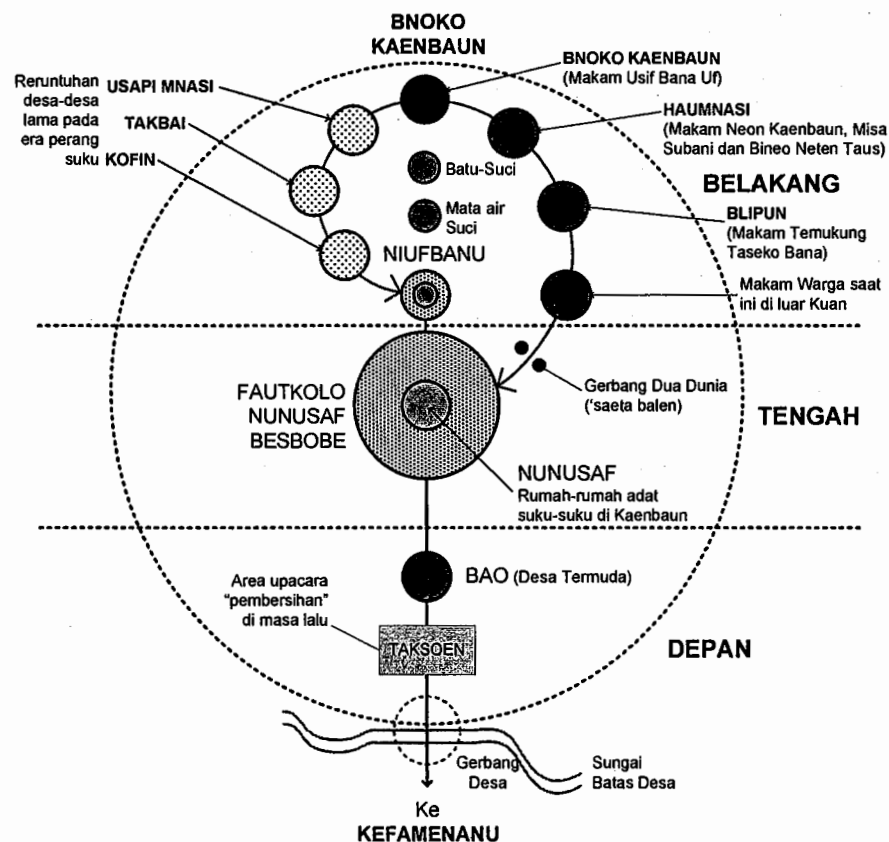 BNOKO
KAENBAUN
BNOKO KAENBAUN
(Makam Usif Bana Uf)
Reruntuhan
desa-desa
lama pada
era perang
suku
USAPI MNASI
TAKBAI
KOFIN
HAUMNASI
(Makam Neon Kaenbaun, Misa
Subani dan Bineo Neten Taus)
Batu-Suci
BELAKANG
Mata air
Suci
BLIPUN
(Makam Temukung
Taseko Bana)
NIUFBANU
Makam Warga saat
ini di luar Kuan
Gerbang Dua Dunia
('saeta balen)
FAUTKOLO
NUNUSAF
BESBOBE
TENGAH
NUNUSAF
Rumah-rumah adat
suku-suku di Kaenbaun
BAO (Desa Termuda)
Area upacara
“pembersihan”
di masa lalu
TAKSOEN
DEPAN
Gerbang
Desa
Sungai
Batas Desa
Ke
KEFAMENANU